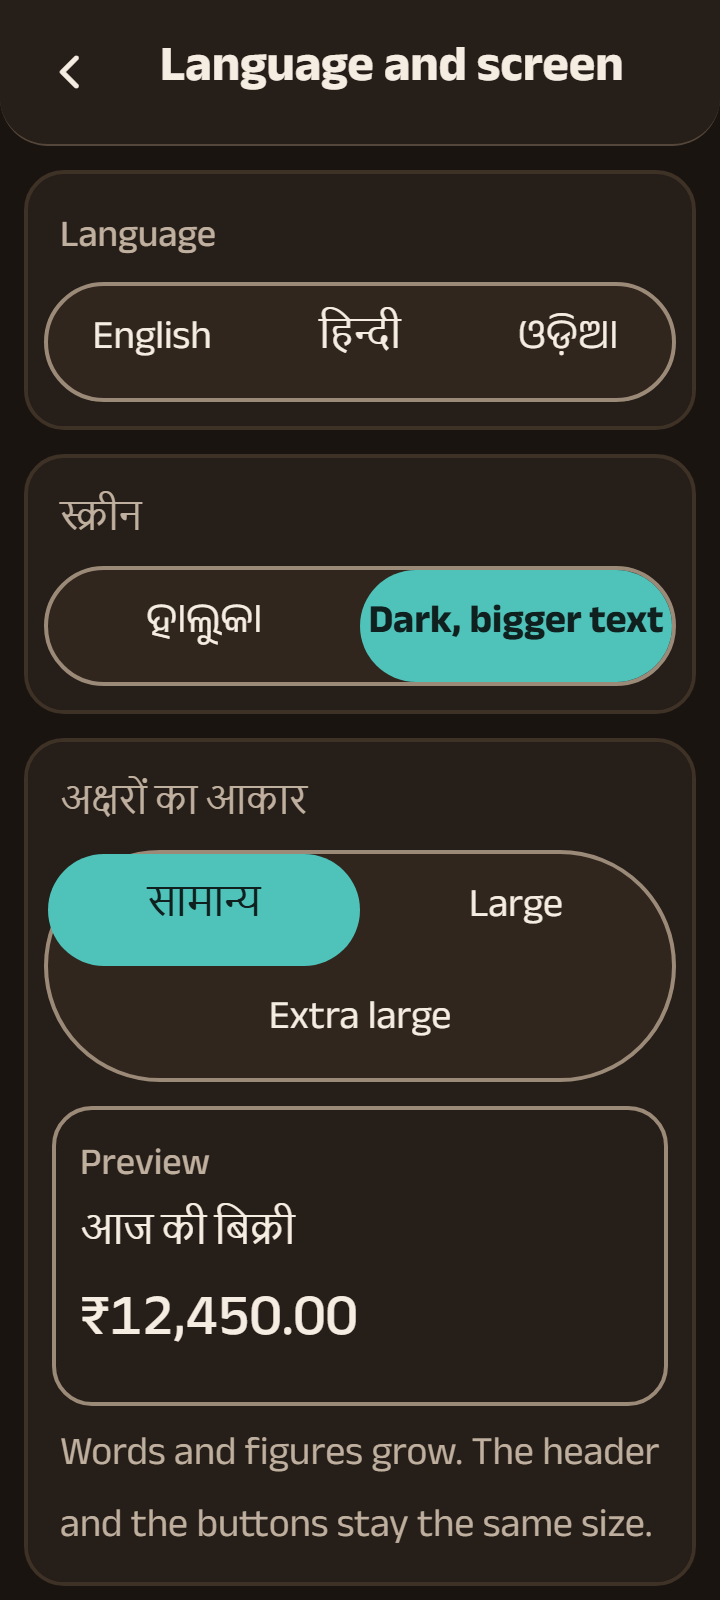 Language and screen
Language
English हिन्दी ଓଡ଼ିଆ
स्क्रीन
ହାଲୁକା Dark, bigger text
अक्षरों का आकार
सामान्य Large
Extra large
Preview
आज की बिक्री
₹12,450.00
Words and figures grow. The header
and the buttons stay the same size.